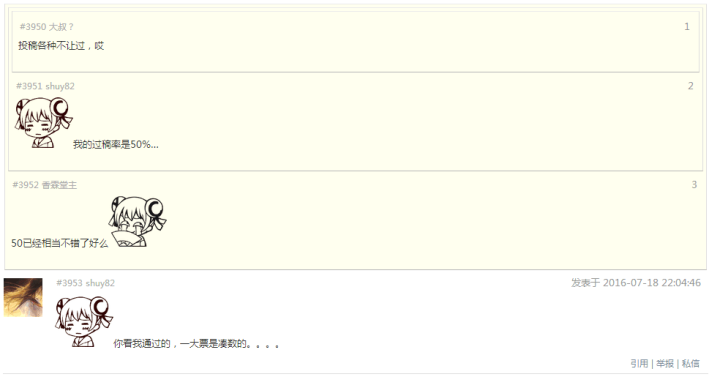 #3950 大叔？ 1
投稿各种不让过，哎
#3951 shuy82 2
我的过稿率是50%...
#3952 香霖堂主 3
50已经相当不错了好么
#3953 shuy82 发表于 2016-07-18 22:04:46
你看我通过的，一大票是凑数的。。。。
引用 | 举报 | 私信